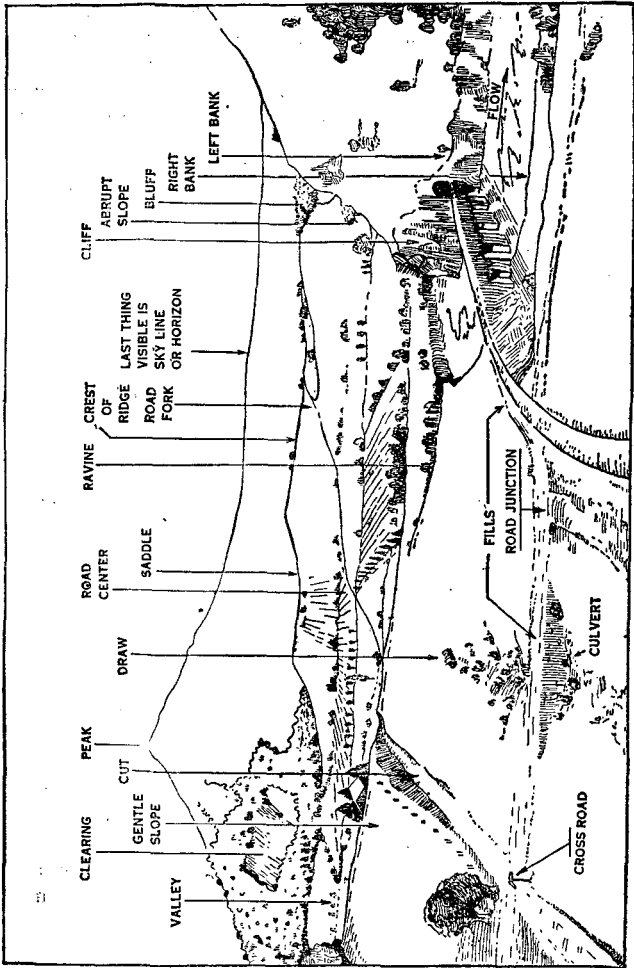 CLEARING
PEAK
ROAD
CENTER
RAVINE
CREST
OF
RIDGE
LAST THING
VISIBLE IS
SKY LINE
OR HORIZON
CLIFF
ABRUPT
SLOPE
BLUFF
RIGHT
BANK
LEFT BANK
GENTLE
SLOPE
CUT
DRAW
SADDLE
ROAD
FORK
VALLEY
FLOW
CROSS ROAD
CULVERT
FILLS
ROAD JUNCTION